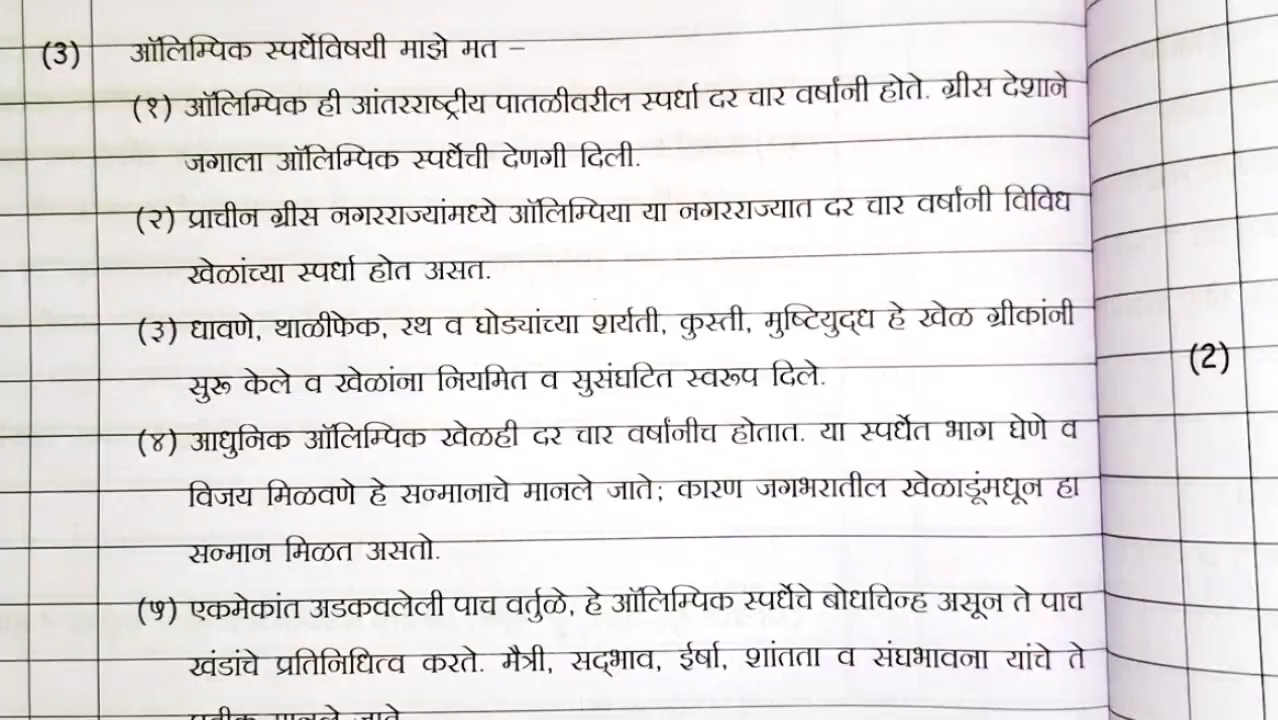 (3) ऑलिम्पिक स्पर्धेविषयी माझे मत –
(१) ऑलिम्पिक ही आंतरराष्ट्रीय पातळीवरील स्पर्धा दर चार वर्षांनी होते. ग्रीस देशाने
जगाला ऑलिम्पिक स्पर्धेची देणगी दिली.
(२) प्राचीन ग्रीस नगरराज्यांमध्ये ऑलिम्पिया या नगरराज्यात दर चार वर्षांनी विविध
खेळांच्या स्पर्धा होत असत.
(३) धावणे, थाळीफेक, रथ व घोड्यांच्या शर्यती, कुस्ती, मुष्टियुद्ध हे खेळ ग्रीकांनी
सुरू केले व खेळांना नियमित व सुसंघटित स्वरूप दिले.
(४) आधुनिक ऑलिम्पिक खेळही दर चार वर्षांनीच होतात. या स्पर्धेत भाग घेणे व
विजय मिळवणे हे सन्मानाचे मानले जाते; कारण जगभरातील खेळाडूंमधून हा
सन्मान मिळत असतो.
(५) एकमेकांत अडकवलेली पाच वर्तुळे, हे ऑलिम्पिक स्पर्धेचे बोधचिन्ह असून ते पाच
खंडांचे प्रतिनिधित्व करते. मैत्री, सद्‌भाव, ईर्षा, शांतता व संघभावना यांचे ते
(2)